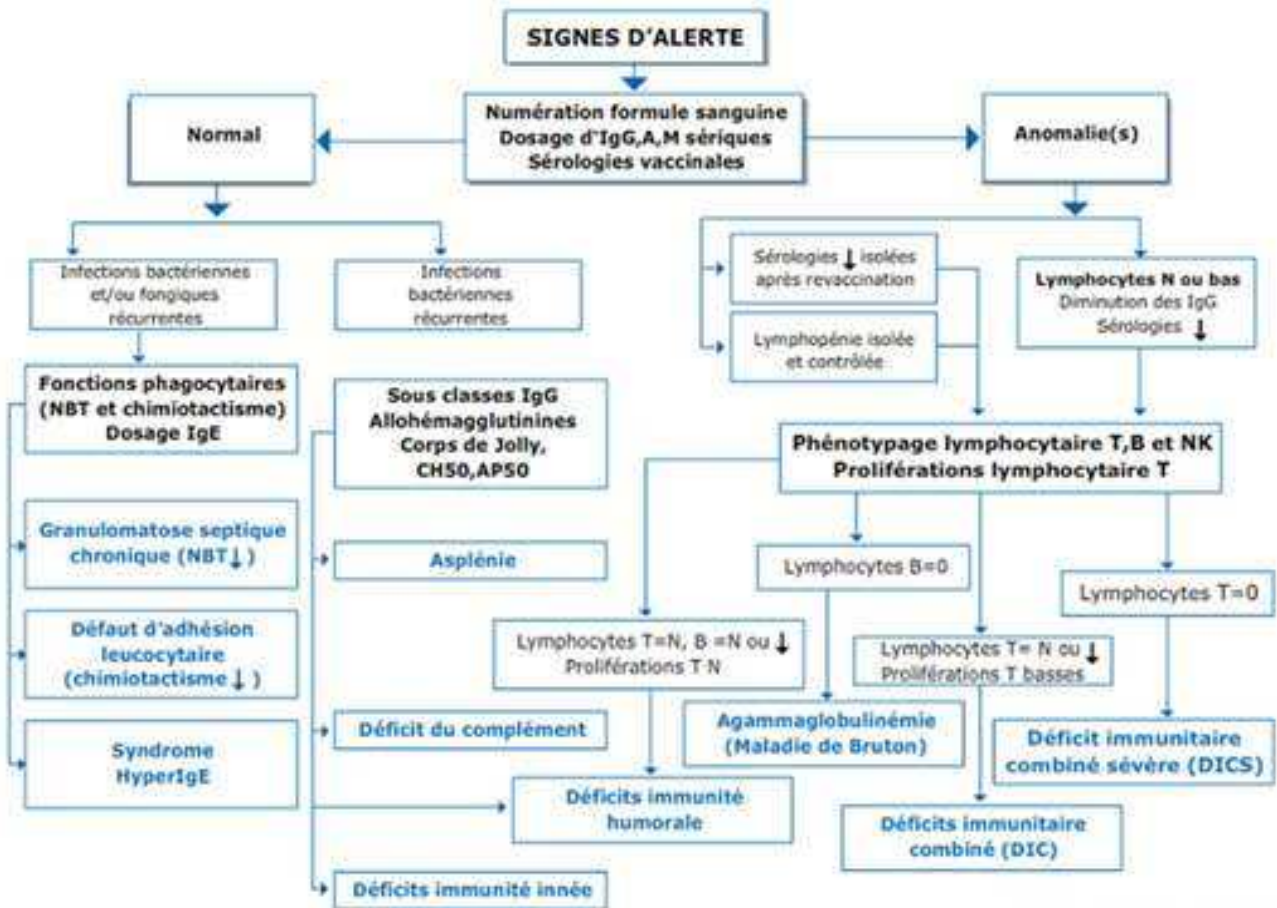 SIGNES D'ALERTE
Numération formule sanguine
Dosage d'IgG,A,M sériques
Sérologies vaccinales
Normal
Anomalie(s)
Infections bactériennes
et/ou fongiques
récurrentes
Infections
bactériennes
récurrentes
Sérologies ↓ isolées
après revaccination
Lymphopénie isolée
et contrôlée
Lymphocytes N ou bas
Diminution des IgG
Sérologies ↓
Fonctions phagocytaires
(NBT et chimiotactisme)
Dosage IgE
Sous classes IgG
Allohémagglutinines
Corps de Jolly,
CH50,AP50
Phénotypage lymphocytaire T,B et NK
Proliférations lymphocytaire T
Granulomatose septique
chronique (NBT↓)
Asplénie
Lymphocytes B=0
Lymphocytes T=0
Défaut d'adhésion
leucocytaire
(chimiotactisme ↓ )
Lymphocytes T=N, B =N ou ↓
Proliférations T N
Lymphocytes T= N ou ↓
Proliférations T basses
Syndrome
HyperIgE
Déficit du complément
Agammaglobulinémie
(Maladie de Bruton)
Déficit immunitaire
combiné sévère (DICS)
Déficits immunité
humorale
Déficits immunitaire
combiné (DIC)
Déficits immunité innée